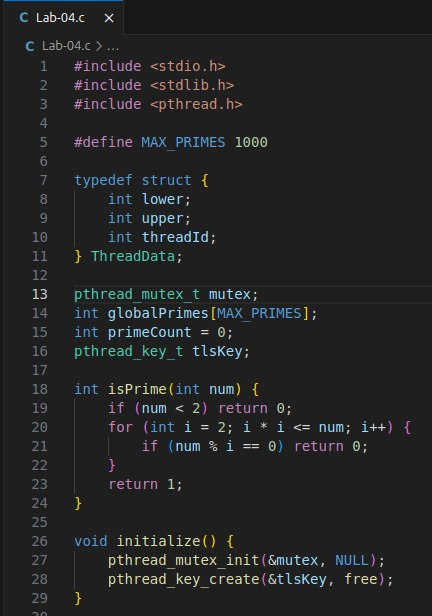 C Lab-04.c ×
C Lab-04.c > ...
1 #include <stdio.h>
2 #include <stdlib.h>
3 #include <pthread.h>
4
5 #define MAX_PRIMES 1000
6
7 typedef struct {
8     int lower;
9     int upper;
10     int threadId;
11 } ThreadData;
12
13 pthread_mutex_t mutex;
14 int globalPrimes[MAX_PRIMES];
15 int primeCount = 0;
16 pthread_key_t tlsKey;
17
18 int isPrime(int num) {
19     if (num < 2) return 0;
20     for (int i = 2; i * i <= num; i++) {
21         if (num % i == 0) return 0;
22     }
23     return 1;
24 }
25
26 void initialize() {
27     pthread_mutex_init(&mutex, NULL);
28     pthread_key_create(&tlsKey, free);
29 }